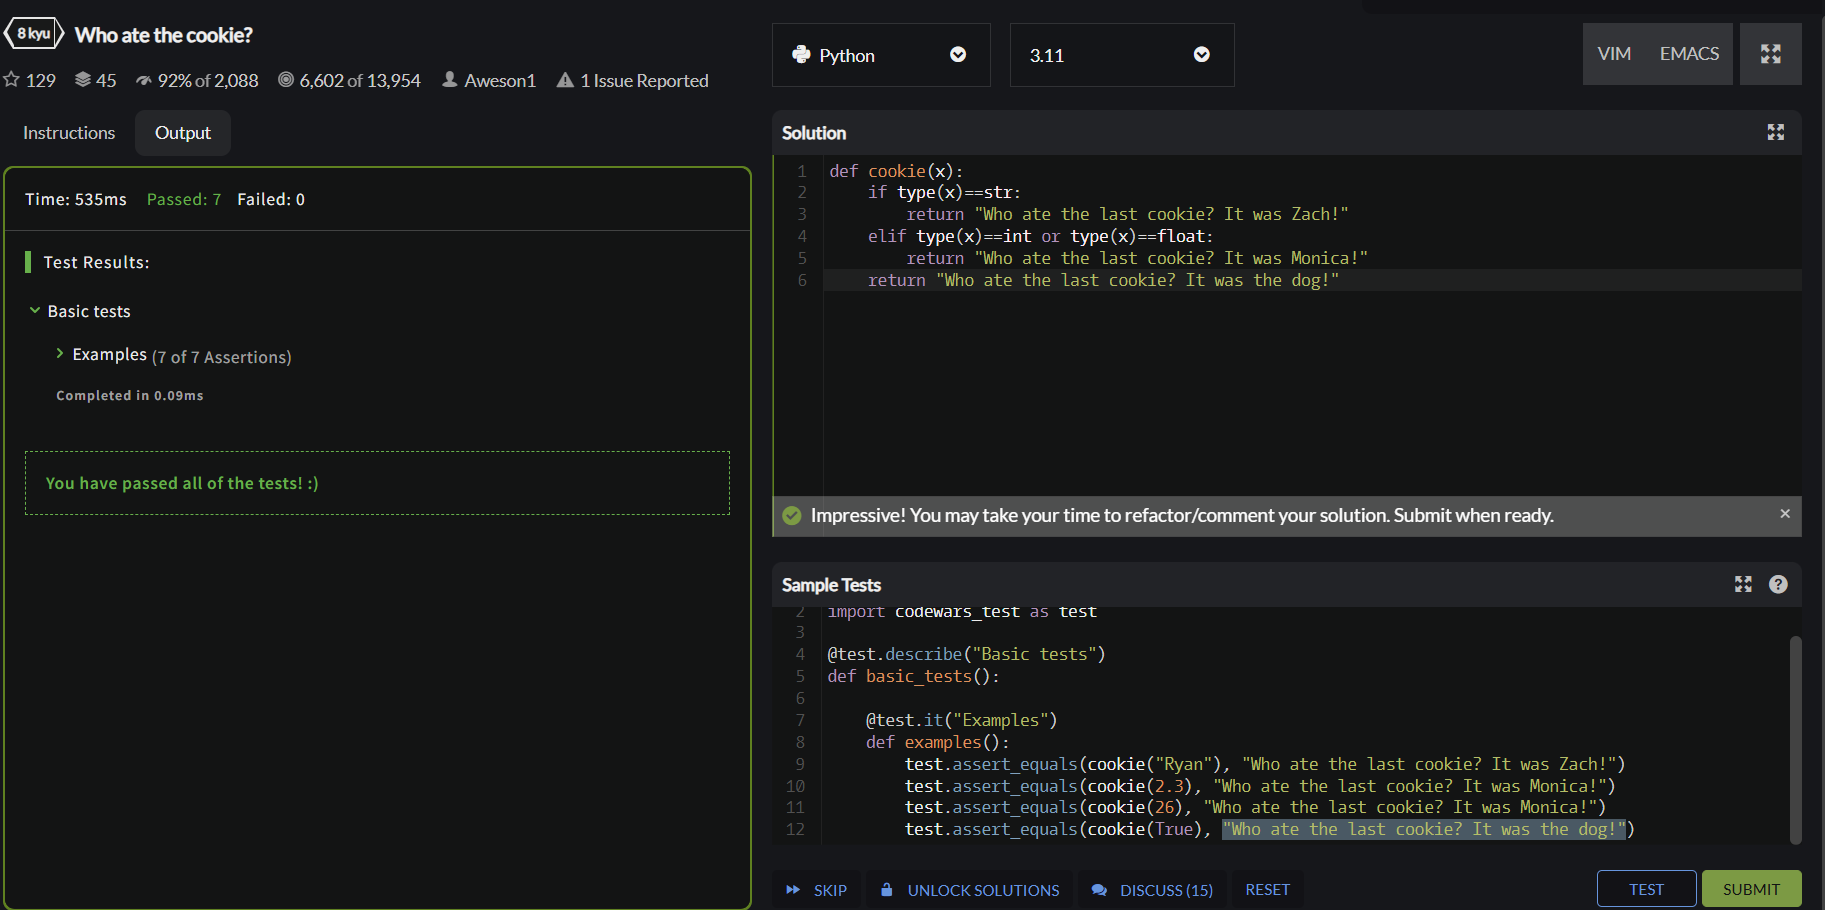 8 kyu Who ate the cookie?
129 45 92% of 2,088 6,602 of 13,954 Aweson1 1 Issue Reported
Instructions Output
Time: 535ms Passed: 7 Failed: 0
Test Results:
Basic tests
Examples (7 of 7 Assertions)
Completed in 0.09ms
You have passed all of the tests! :)
Python 3.11 VIM EMACS
Solution
1 def cookie(x):
2     if type(x)==str:
3         return "Who ate the last cookie? It was Zach!"
4     elif type(x)==int or type(x)==float:
5         return "Who ate the last cookie? It was Monica!"
6     return "Who ate the last cookie? It was the dog!"
Impressive! You may take your time to refactor/comment your solution. Submit when ready. ×
Sample Tests ?
2 import codewars_test as test
3
4 @test.describe("Basic tests")
5 def basic_tests():
6
7     @test.it("Examples")
8     def examples():
9         test.assert_equals(cookie("Ryan"), "Who ate the last cookie? It was Zach!")
10         test.assert_equals(cookie(2.3), "Who ate the last cookie? It was Monica!")
11         test.assert_equals(cookie(26), "Who ate the last cookie? It was Monica!")
12         test.assert_equals(cookie(True), "Who ate the last cookie? It was the dog!")
SKIP UNLOCK SOLUTIONS DISCUSS (15) RESET TEST SUBMIT